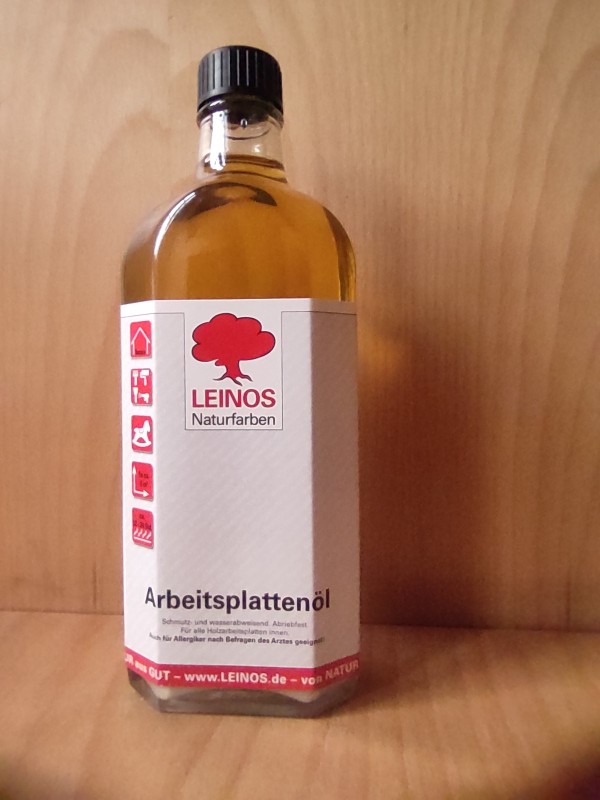 LEINOS
Naturfarben
Arbeitsplattenöl
Schmutz- und wasserabweisend. Abriebfest
Für alle Holzarbeitsplatten innen.
Auch für Allergiker nach Befragen des Arztes geeignet.
UR aus GUT – www.LEINOS.de – von NATUR